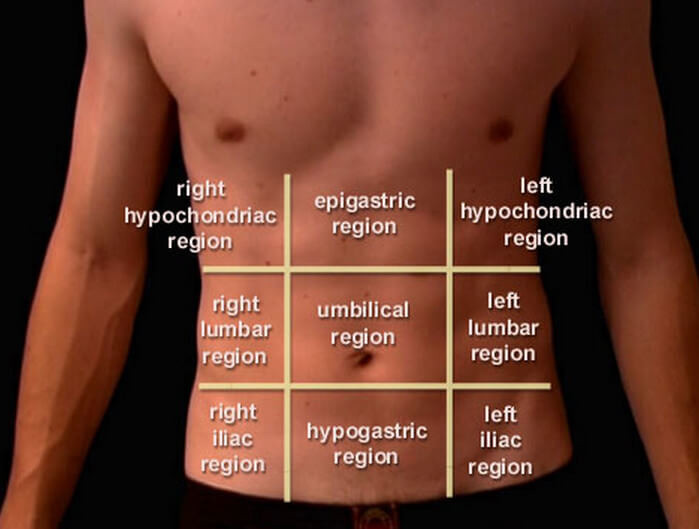 right
hypochondriac
region
epigastric
region
left
hypochondriac
region
right
lumbar
region
umbilical
region
left
lumbar
region
right
iliac
region
hypogastric
region
left
iliac
region